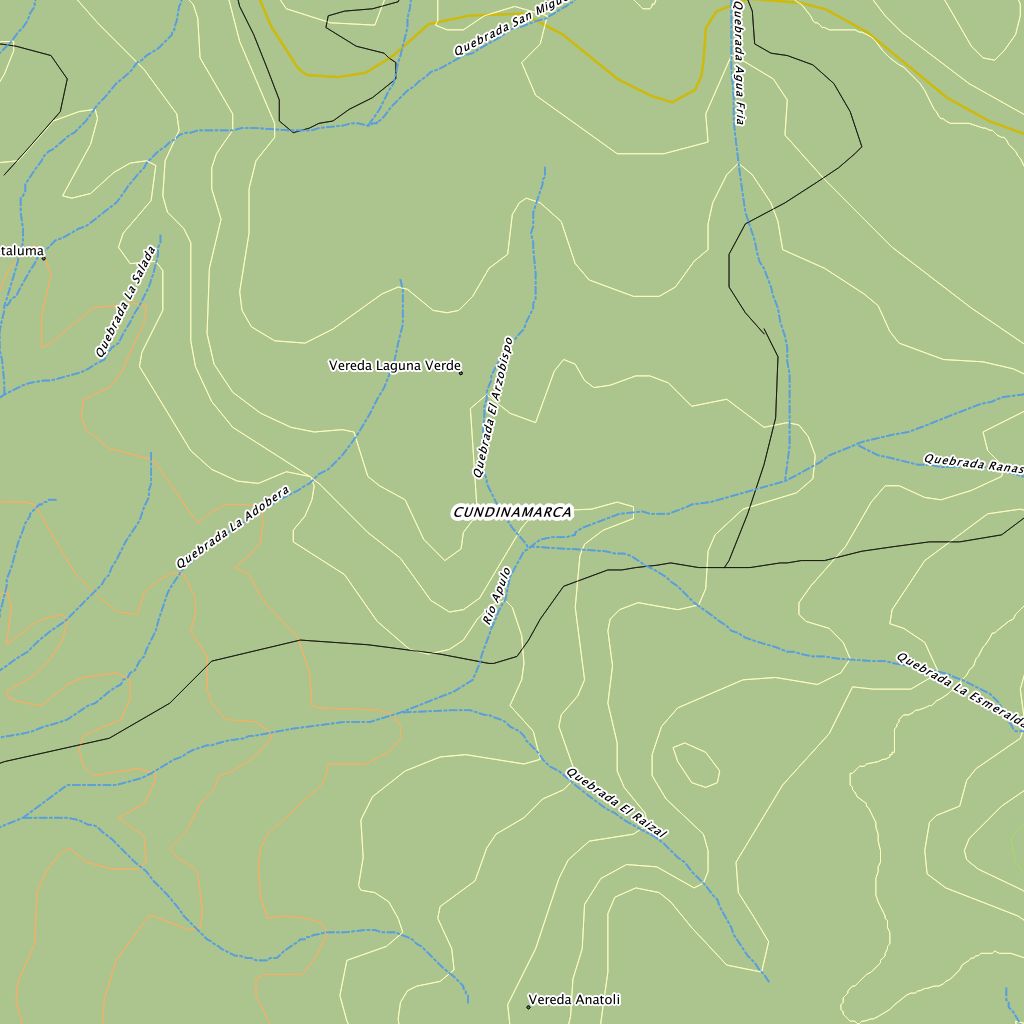 Quebrada San Migue
Quebrada Agua Fría
taluma
Quebrada La Salada
Vereda Laguna Verde
Quebrada El Arzobispo
Quebrada Ranas
Quebrada La Adobera
CUNDINAMARCA
Río Apulo
Quebrada La Esmeralda
Quebrada El Raizal
Vereda Anatoli